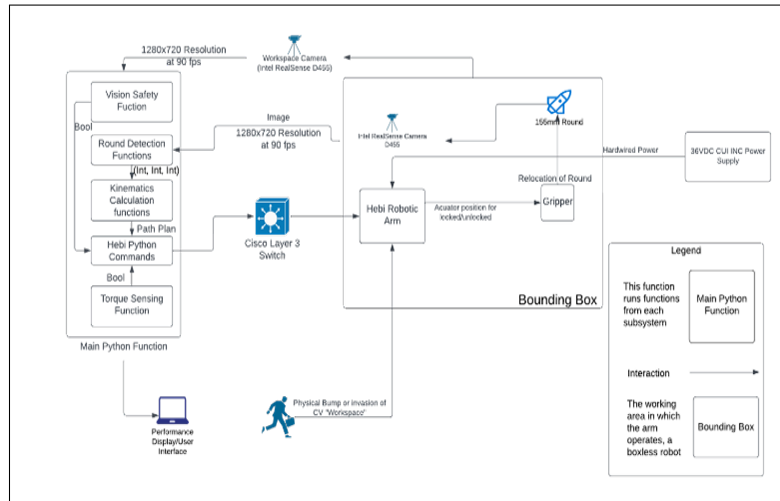 1280x720 Resolution
at 90 fps
Workspace Camera
(Intel RealSense D455)
Vision Safety
Fuction
Bool
Round Detection
Functions
(Int, Int, Int)
Kinematics
Calculation
functions
Path Plan
Hebi Python
Commands
Bool
Torque Sensing
Function
Main Python Function
Image
1280x720 Resolution
at 90 fps
Intel RealSense Camera
D455
155mm Round
Hardwired Power
36VDC CUI INC Power
Supply
Relocation of Round
Hebi Robotic
Arm
Acuator position for
locked/unlocked
Gripper
Cisco Layer 3
Switch
Bounding Box
Physical Bump or invasion of
CV "Workspace"
Performance
Display/User
Interface
Legend
This function
runs functions
from each
subsystem
Main Python
Function
Interaction
The working
area in which
the arm
operates, a
boxless robot
Bounding Box